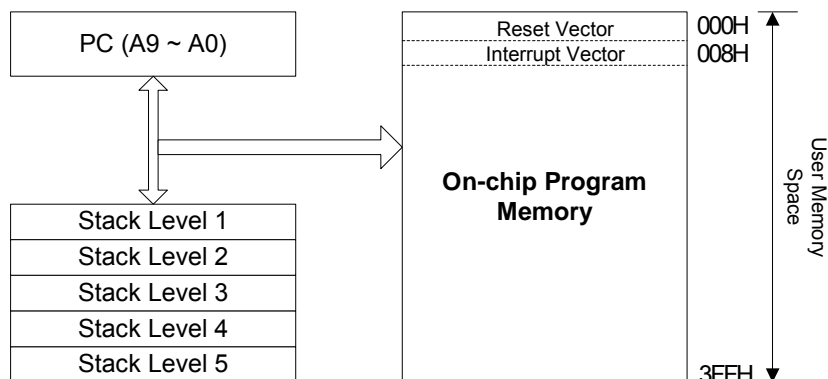 PC (A9 ~ A0)
Reset Vector
000H
Interrupt Vector
008H
On-chip Program
Memory
User Memory
Space
Stack Level 1
Stack Level 2
Stack Level 3
Stack Level 4
Stack Level 5
3FFH